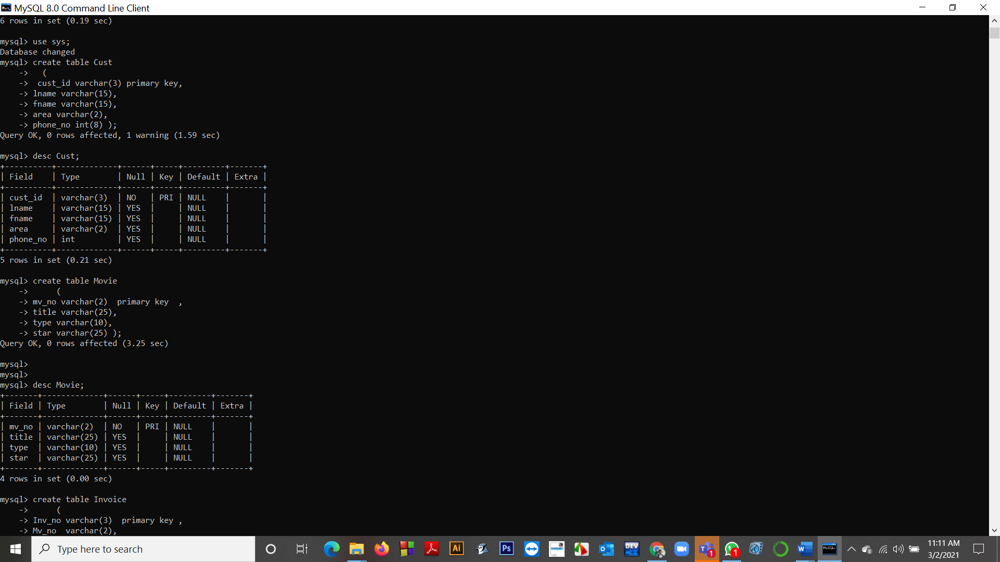 MySQL 8.0 Command Line Client
6 rows in set (0.19 sec)
mysql> use sys;
Database changed
mysql> create table Cust
    ->   (
    ->  cust_id varchar(3) primary key,
    -> lname varchar(15),
    -> fname varchar(15),
    -> area varchar(2),
    -> phone_no int(8) );
Query OK, 0 rows affected, 1 warning (1.59 sec)
mysql> desc Cust;
+----------+-------------+------+-----+---------+-------+
| Field    | Type        | Null | Key | Default | Extra |
+----------+-------------+------+-----+---------+-------+
| cust_id  | varchar(3)  | NO   | PRI | NULL    |       |
| lname    | varchar(15) | YES  |     | NULL    |       |
| fname    | varchar(15) | YES  |     | NULL    |       |
| area     | varchar(2)  | YES  |     | NULL    |       |
| phone_no | int         | YES  |     | NULL    |       |
+----------+-------------+------+-----+---------+-------+
5 rows in set (0.21 sec)
mysql> create table Movie
    ->      (
    -> mv_no varchar(2)  primary key  ,
    -> title varchar(25),
    -> type varchar(10),
    -> star varchar(25) );
Query OK, 0 rows affected (3.25 sec)
mysql>
mysql>
mysql> desc Movie;
+-------+-------------+------+-----+---------+-------+
| Field | Type        | Null | Key | Default | Extra |
+-------+-------------+------+-----+---------+-------+
| mv_no | varchar(2)  | NO   | PRI | NULL    |       |
| title | varchar(25) | YES  |     | NULL    |       |
| type  | varchar(10) | YES  |     | NULL    |       |
| star  | varchar(25) | YES  |     | NULL    |       |
+-------+-------------+------+-----+---------+-------+
4 rows in set (0.00 sec)
mysql> create table Invoice
    ->      (
    -> Inv_no varchar(3)  primary key ,
    -> Mv_no  varchar(2),
Type here to search
Ai
Ps
DEV
1
1
W
MySQL
11:11 AM
3/2/2021